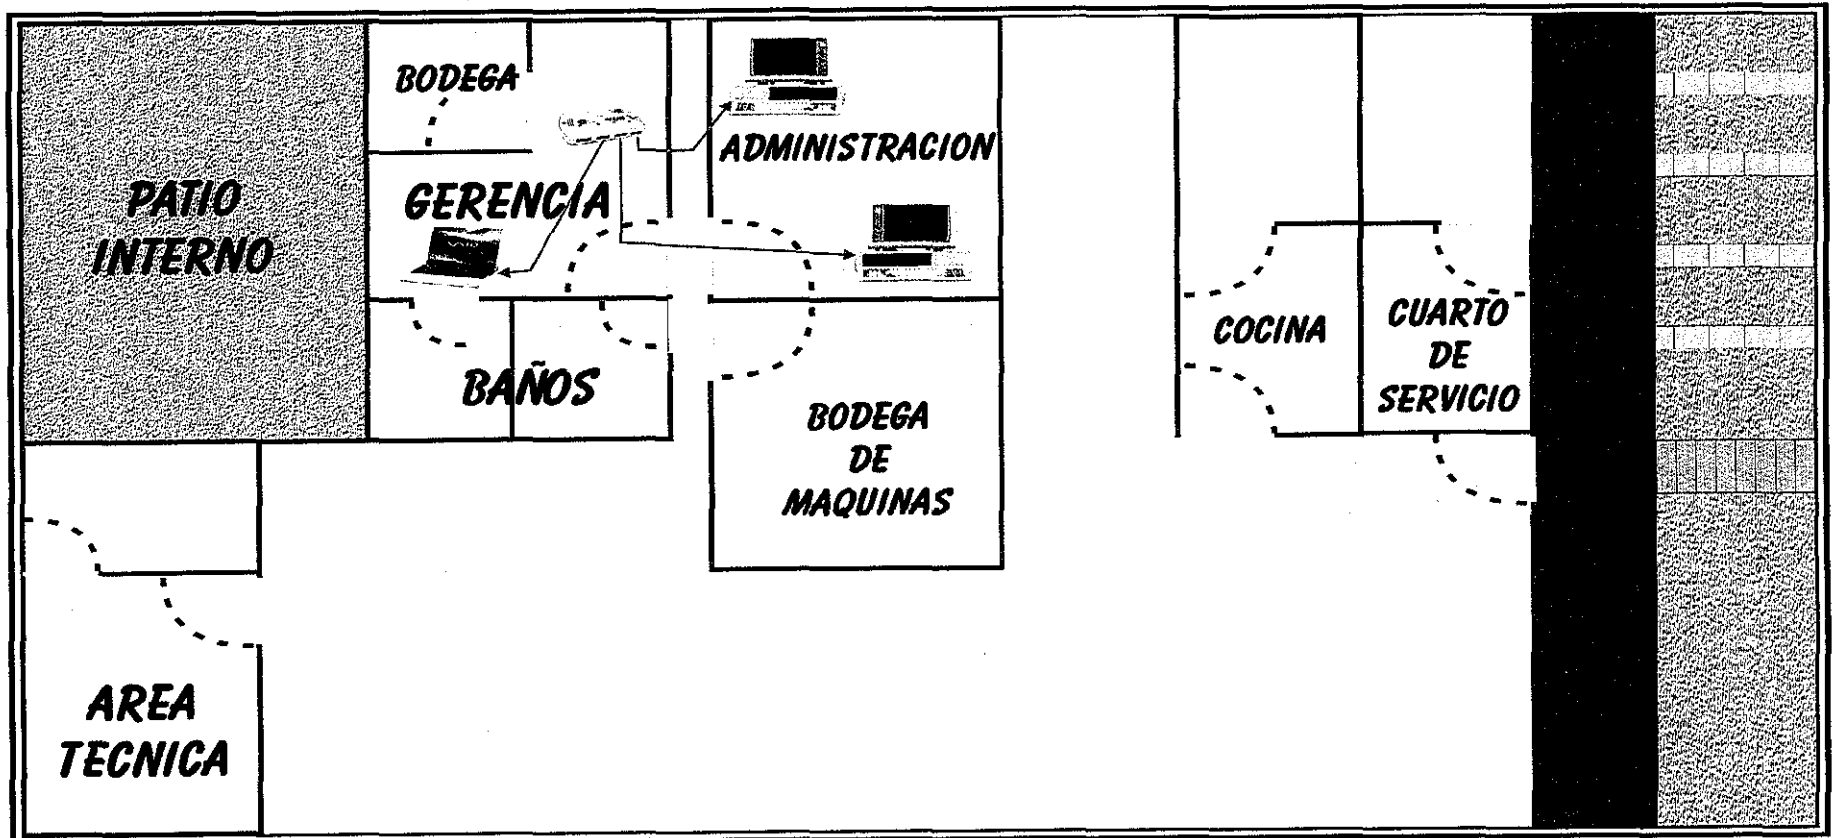 BODEGA
ADMINISTRACION
PATIO
INTERNO
GERENCIA
BAÑOS
BODEGA
DE
MAQUINAS
COCINA
CUARTO
DE
SERVICIO
AREA
TECNICA